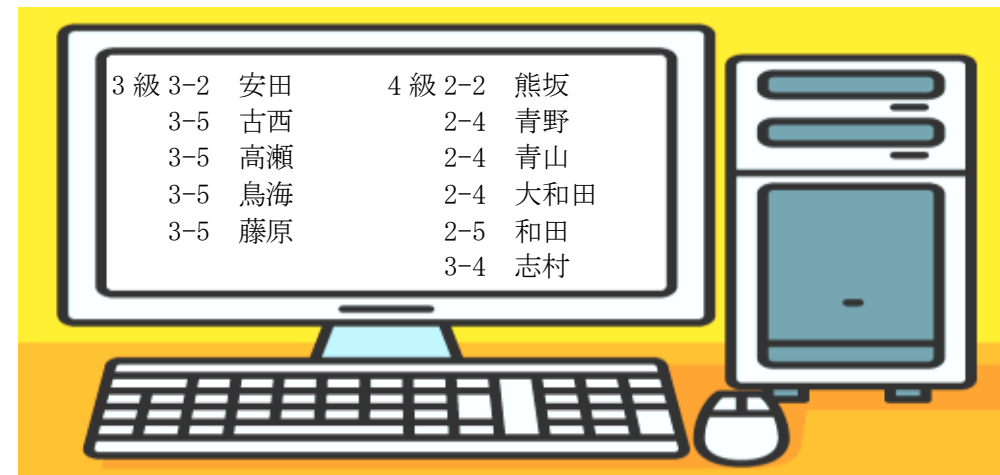 3級3-2 安田 4級2-2 熊坂
3-5 古西 2-4 青野
3-5 高瀬 2-4 青山
3-5 鳥海 2-4 大和田
3-5 藤原 2-5 和田
3-4 志村